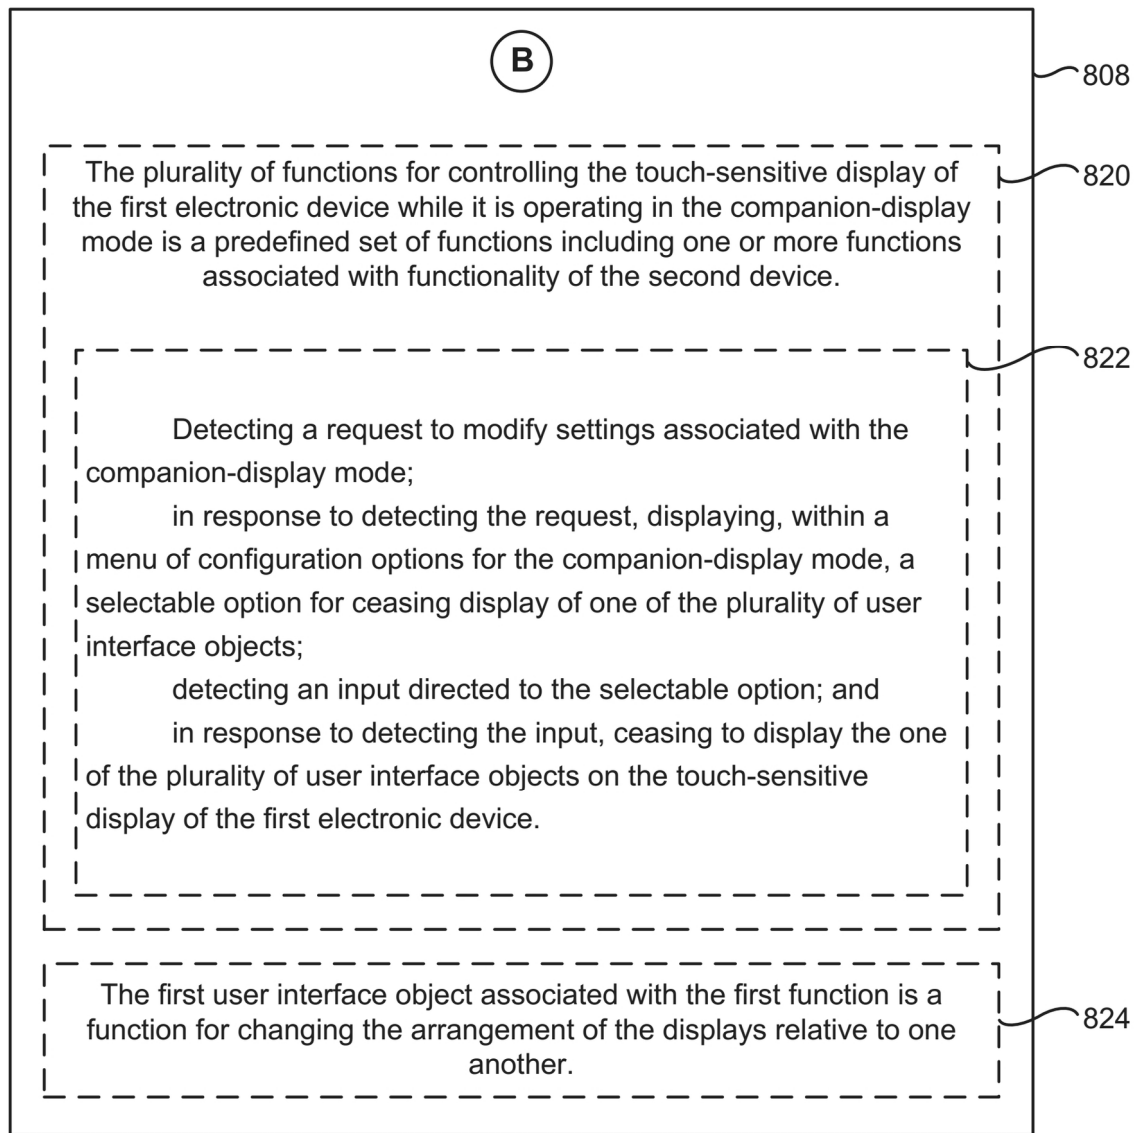 B
808
The plurality of functions for controlling the touch-sensitive display of
820
the first electronic device while it is operating in the companion-display
mode is a predefined set of functions including one or more functions
associated with functionality of the second device.
822
Detecting a request to modify settings associated with the
companion-display mode;
in response to detecting the request, displaying, within a
menu of configuration options for the companion-display mode, a
selectable option for ceasing display of one of the plurality of user
interface objects;
detecting an input directed to the selectable option; and
in response to detecting the input, ceasing to display the one
of the plurality of user interface objects on the touch-sensitive
display of the first electronic device.
The first user interface object associated with the first function is a
824
function for changing the arrangement of the displays relative to one
another.